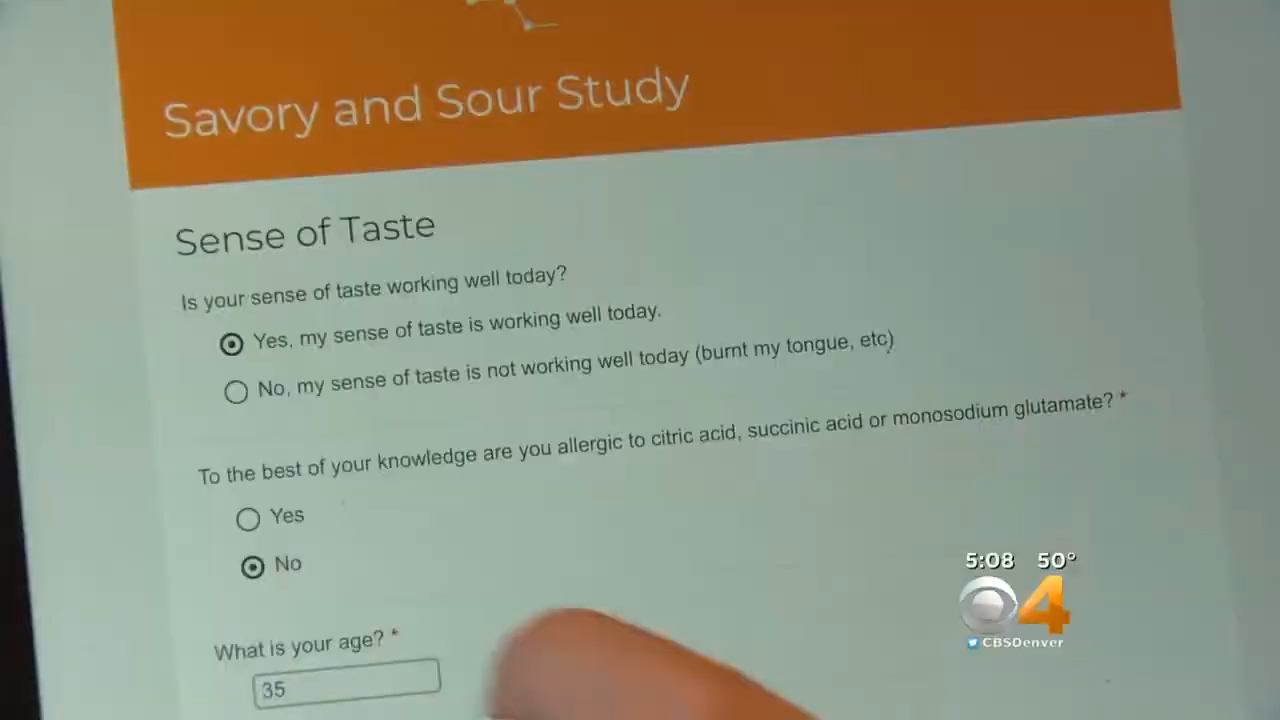 Savory and Sour Study
Sense of Taste
Is your sense of taste working well today?
Yes, my sense of taste is working well today.
No, my sense of taste is not working well today (burnt my tongue, etc)
To the best of your knowledge are you allergic to citric acid, succinic acid or monosodium glutamate? *
Yes
No
What is your age? *
35
5:08 50°
4
CBSDenver